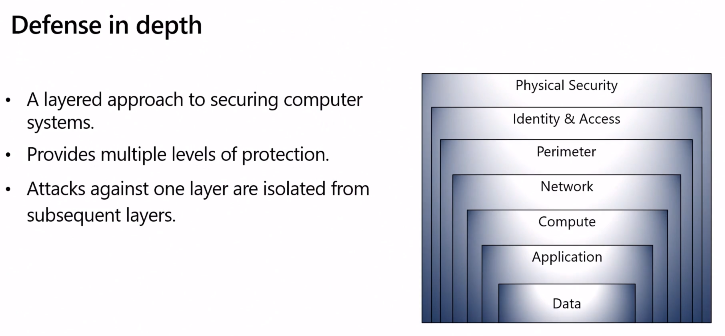 Defense in depth
• A layered approach to securing computer
systems.
• Provides multiple levels of protection.
• Attacks against one layer are isolated from
subsequent layers.
Physical Security
Identity & Access
Perimeter
Network
Compute
Application
Data